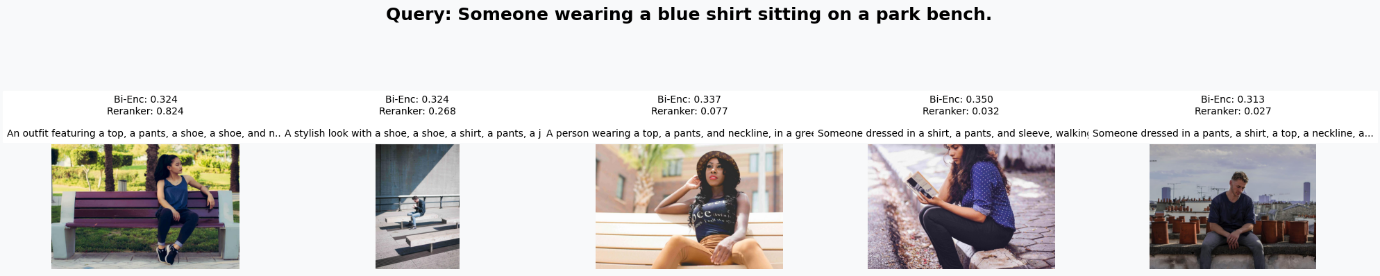 Query: Someone wearing a blue shirt sitting on a park bench.
Bi-Enc: 0.324
Reranker: 0.824
An outfit featuring a top, a pants, a shoe, a shoe, and n..
Bi-Enc: 0.324
Reranker: 0.268
A stylish look with a shoe, a shoe, a shirt, a pants, a j
Bi-Enc: 0.337
Reranker: 0.077
A person wearing a top, a pants, and neckline, in a gree
Bi-Enc: 0.350
Reranker: 0.032
Someone dressed in a shirt, a pants, and sleeve, walking
Bi-Enc: 0.313
Reranker: 0.027
Someone dressed in a pants, a shirt, a top, a neckline, a...